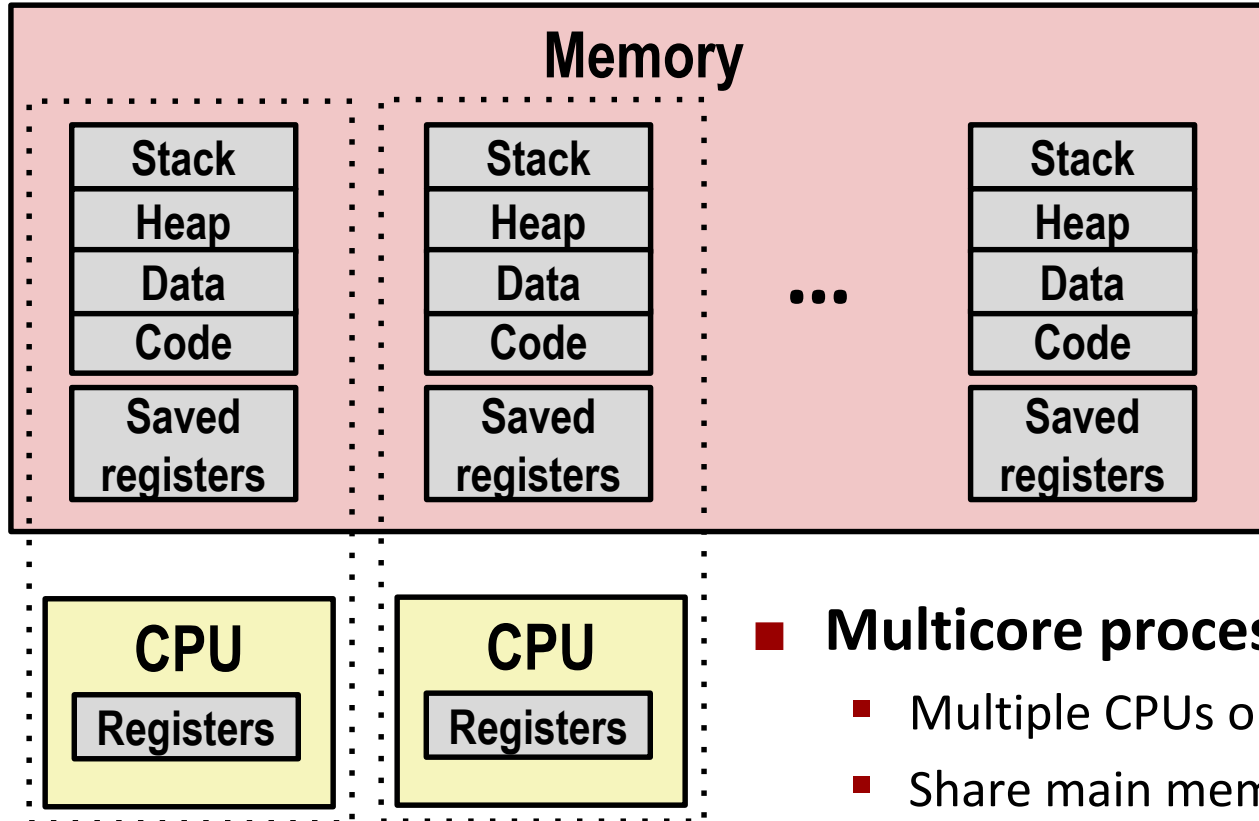 Memory
Stack
Heap
Data
Code
Saved
registers
Stack
Heap
Data
Code
Saved
registers
...
Stack
Heap
Data
Code
Saved
registers
CPU
Registers
CPU
Registers
Multicore
Multiple CPUs
Share main